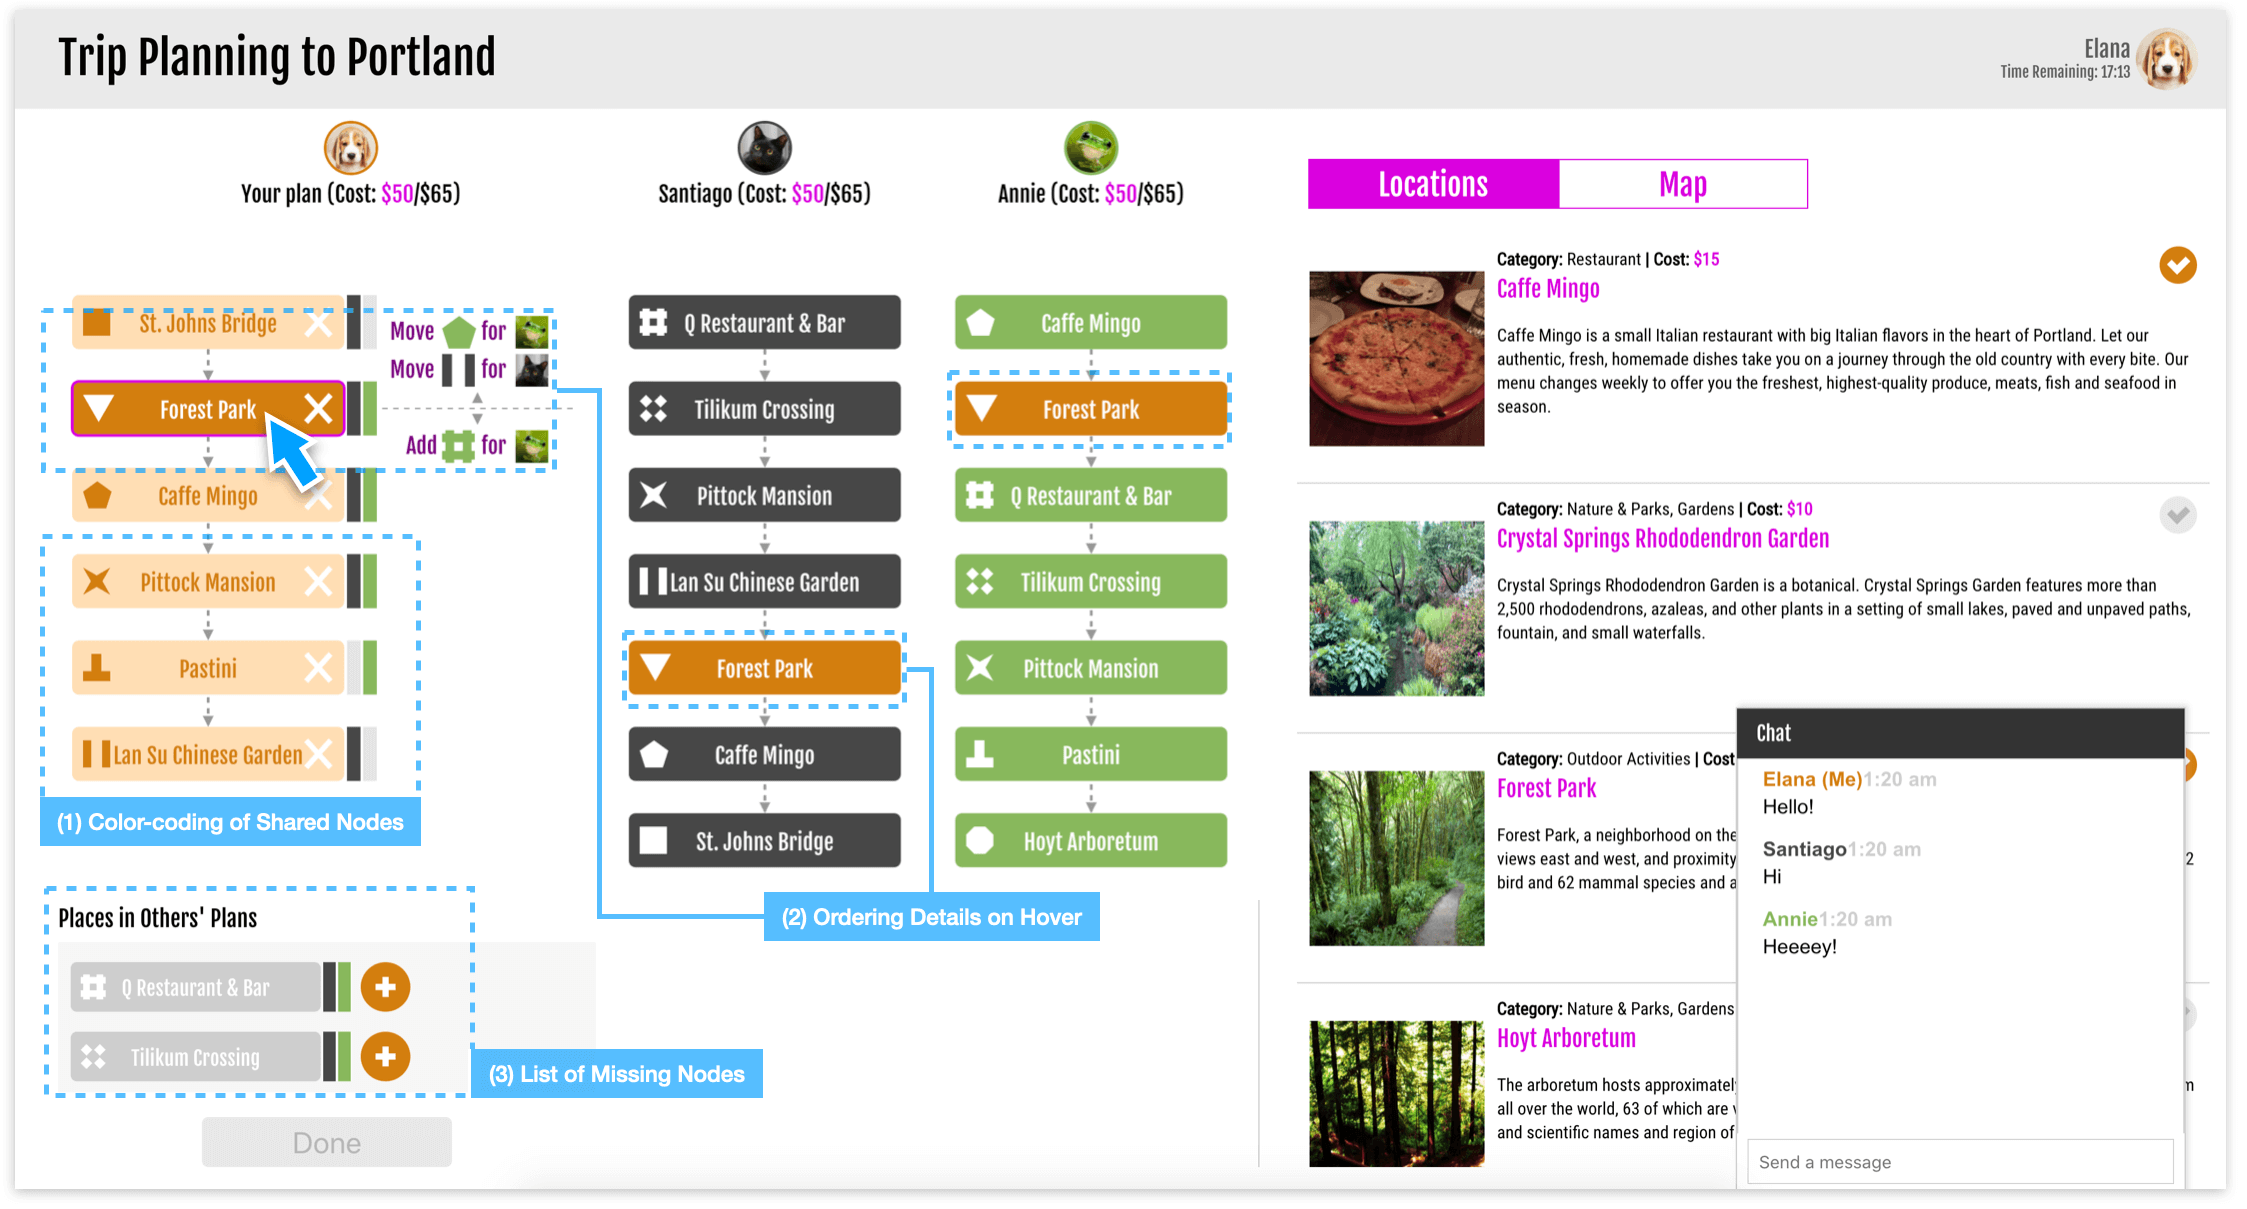 Trip Planning to Portland
Elana
Time Remaining: 17:13
Your plan (Cost: $50/$65)
St. Johns Bridge
Forest Park
Caffe Mingo
Pittock Mansion
Pastini
Lan Su Chinese Garden
Move for
Move for
Add for
(1) Color-coding of Shared Nodes
Places in Others' Plans
Q Restaurant & Bar
Tilikum Crossing
(3) List of Missing Nodes
Done
Santiago (Cost: $50/$65)
Q Restaurant & Bar
Tilikum Crossing
Pittock Mansion
Lan Su Chinese Garden
Forest Park
Caffe Mingo
St. Johns Bridge
(2) Ordering Details on Hover
Annie (Cost: $50/$65)
Caffe Mingo
Forest Park
Q Restaurant & Bar
Tilikum Crossing
Pittock Mansion
Pastini
Hoyt Arboretum
Locations
Map
Category: Restaurant | Cost: $15
Caffe Mingo
Caffe Mingo is a small Italian restaurant with big Italian flavors in the heart of Portland. Let our
authentic, fresh, homemade dishes take you on a journey through the old country with every bite. Our
menu changes weekly to offer you the freshest, highest-quality produce, meats, fish and seafood in
season.
Category: Nature & Parks, Gardens | Cost: $10
Crystal Springs Rhododendron Garden
Crystal Springs Rhododendron Garden is a botanical. Crystal Springs Garden features more than
2,500 rhododendrons, azaleas, and other plants in a setting of small lakes, paved and unpaved paths,
fountain, and small waterfalls.
Category: Outdoor Activities | Cost
Forest Park
Forest Park, a neighborhood on the
views east and west, and proximity 2
bird and 62 mammal species and a
Category: Nature & Parks, Gardens
Hoyt Arboretum
The arboretum hosts approximately
all over the world, 63 of which are
and scientific names and region of
Chat
Elana (Me)1:20 am
Hello!
Santiago1:20 am
Hi
Annie1:20 am
Heeeey!
Send a message